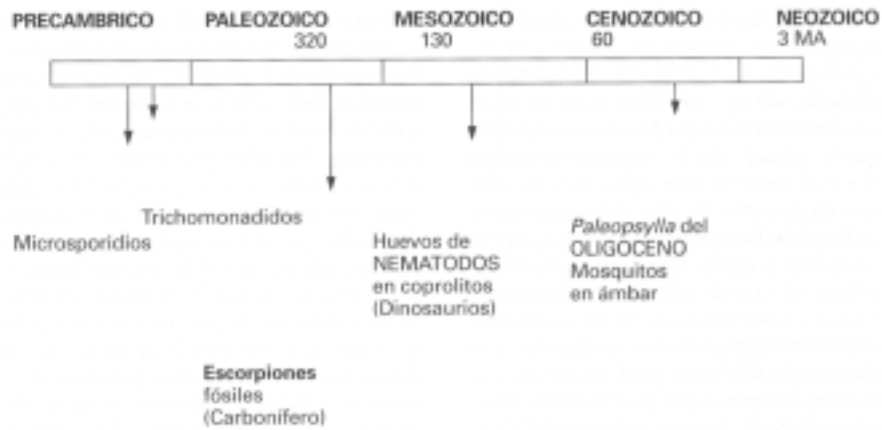 PRECAMBRICO PALEOZOICO MESOZOICO CENOZOICO NEOZOICO
320 130 60 3 MA
Trichomonadidos
Microsporidios
Huevos de
NEMATODOS
en coprolitos
(Dinosaurios)
Paleopsylla del
OLIGOCENO
Mosquitos
en ámbar
Escorpiones
fósiles
(Carbonífero)